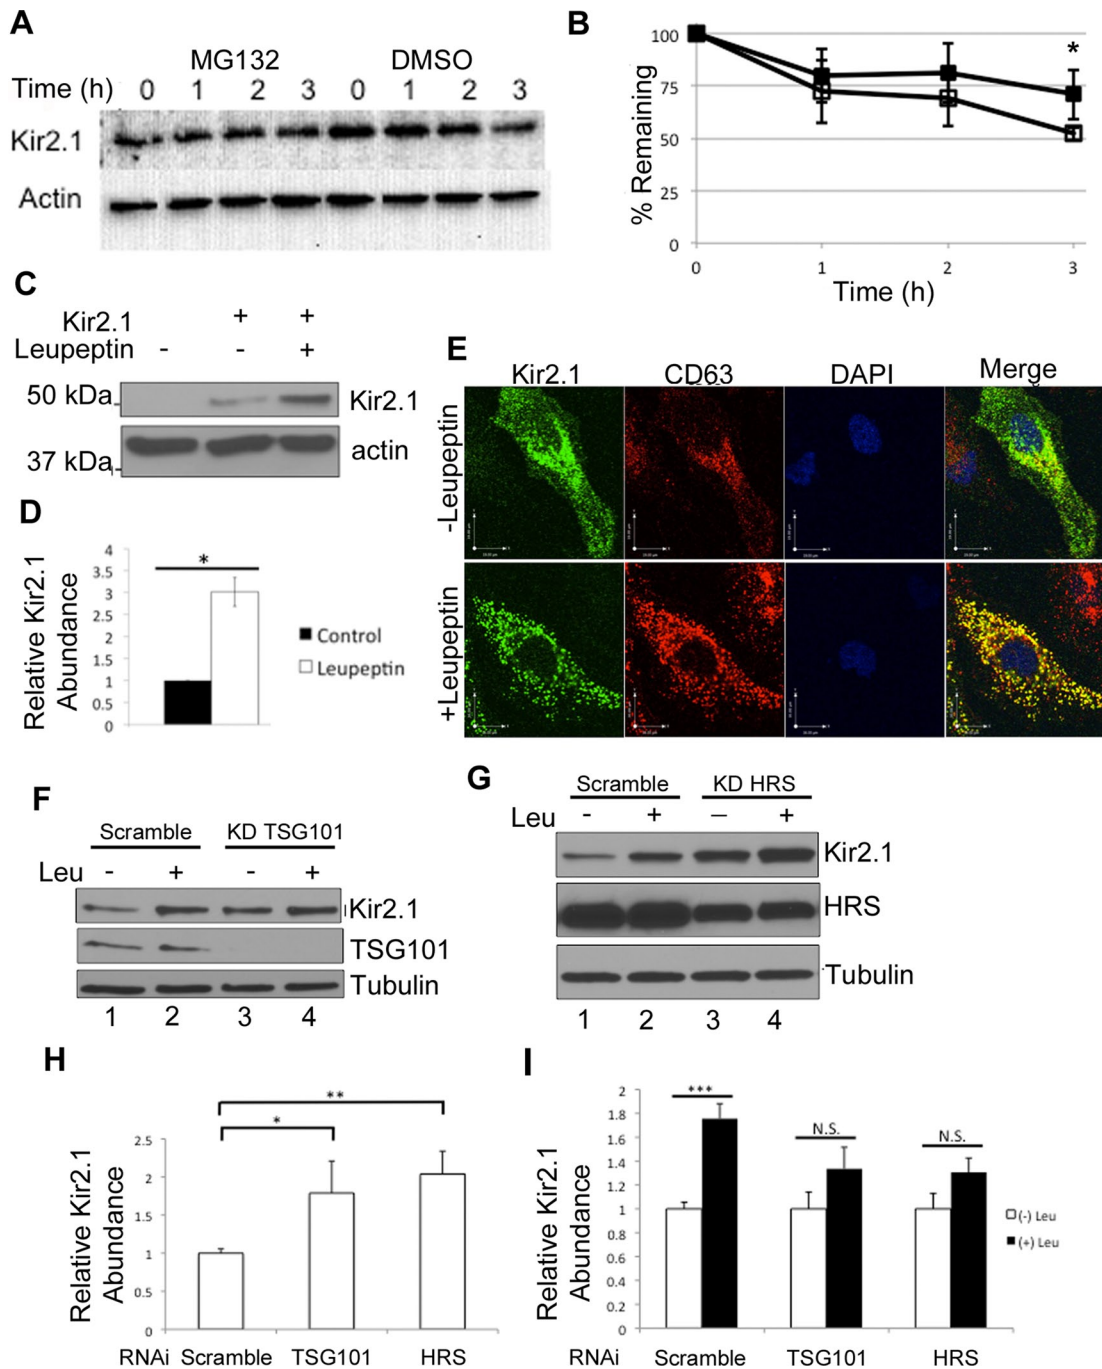 A
MG132 DMSO
Time (h) 0 1 2 3 0 1 2 3
Kir2.1
Actin
B
% Remaining
100
75
50
25
0
*
0 1 2 3
Time (h)
C
Kir2.1 + +
Leupeptin - - +
50 kDa Kir2.1
37 kDa actin
D
Relative Kir2.1
Abundance
4
3.5
3
2.5
2
1.5
1
0.5
0
*
Control
Leupeptin
E
Kir2.1 CD63 DAPI Merge
-Leupeptin
+Leupeptin
F
Scramble KD TSG101
Leu - + - +
Kir2.1
TSG101
Tubulin
1 2 3 4
G
Scramble KD HRS
Leu - + – +
Kir2.1
HRS
Tubulin
1 2 3 4
H
Relative Kir2.1
Abundance
2.5
2
1.5
1
0.5
0
*
**
RNAi Scramble TSG101 HRS
I
Relative Kir2.1
Abundance
2
1.8
1.6
1.4
1.2
1
0.8
0.6
0.4
0.2
0
*** N.S. N.S.
(-) Leu
(+) Leu
RNAi Scramble TSG101 HRS